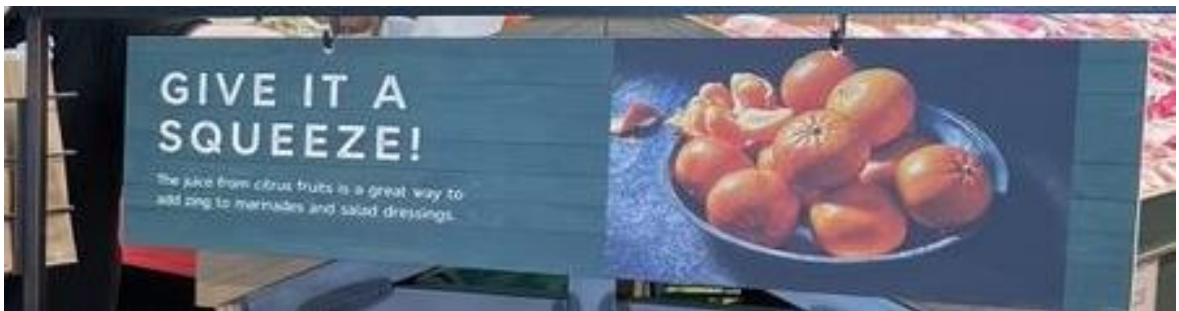 GIVE IT A
SQUEEZE!
The juice from citrus fruits is a great way to
add zing to marinades and salad dressings.